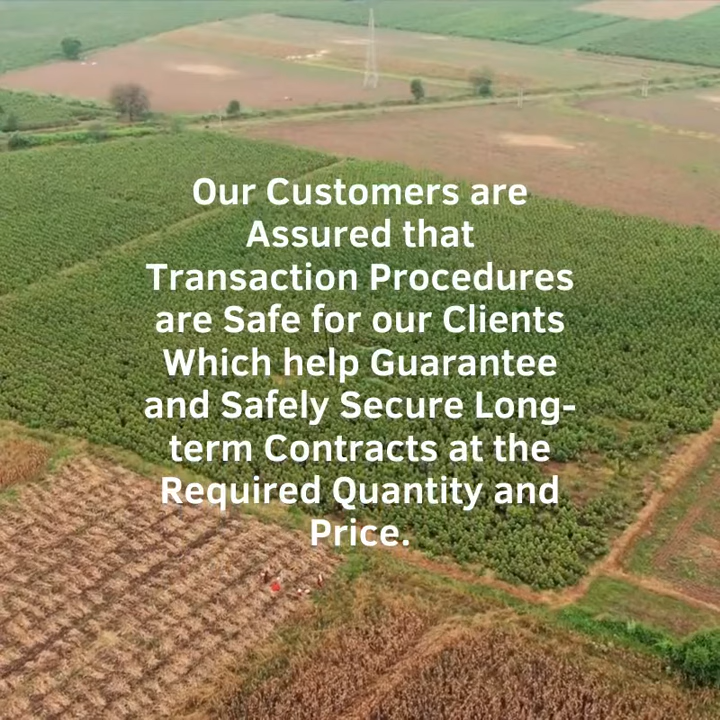 Our Customers are
Assured that
Transaction Procedures
are Safe for our Clients
Which help Guarantee
and Safely Secure Long-
term Contracts at the
Required Quantity and
Price.